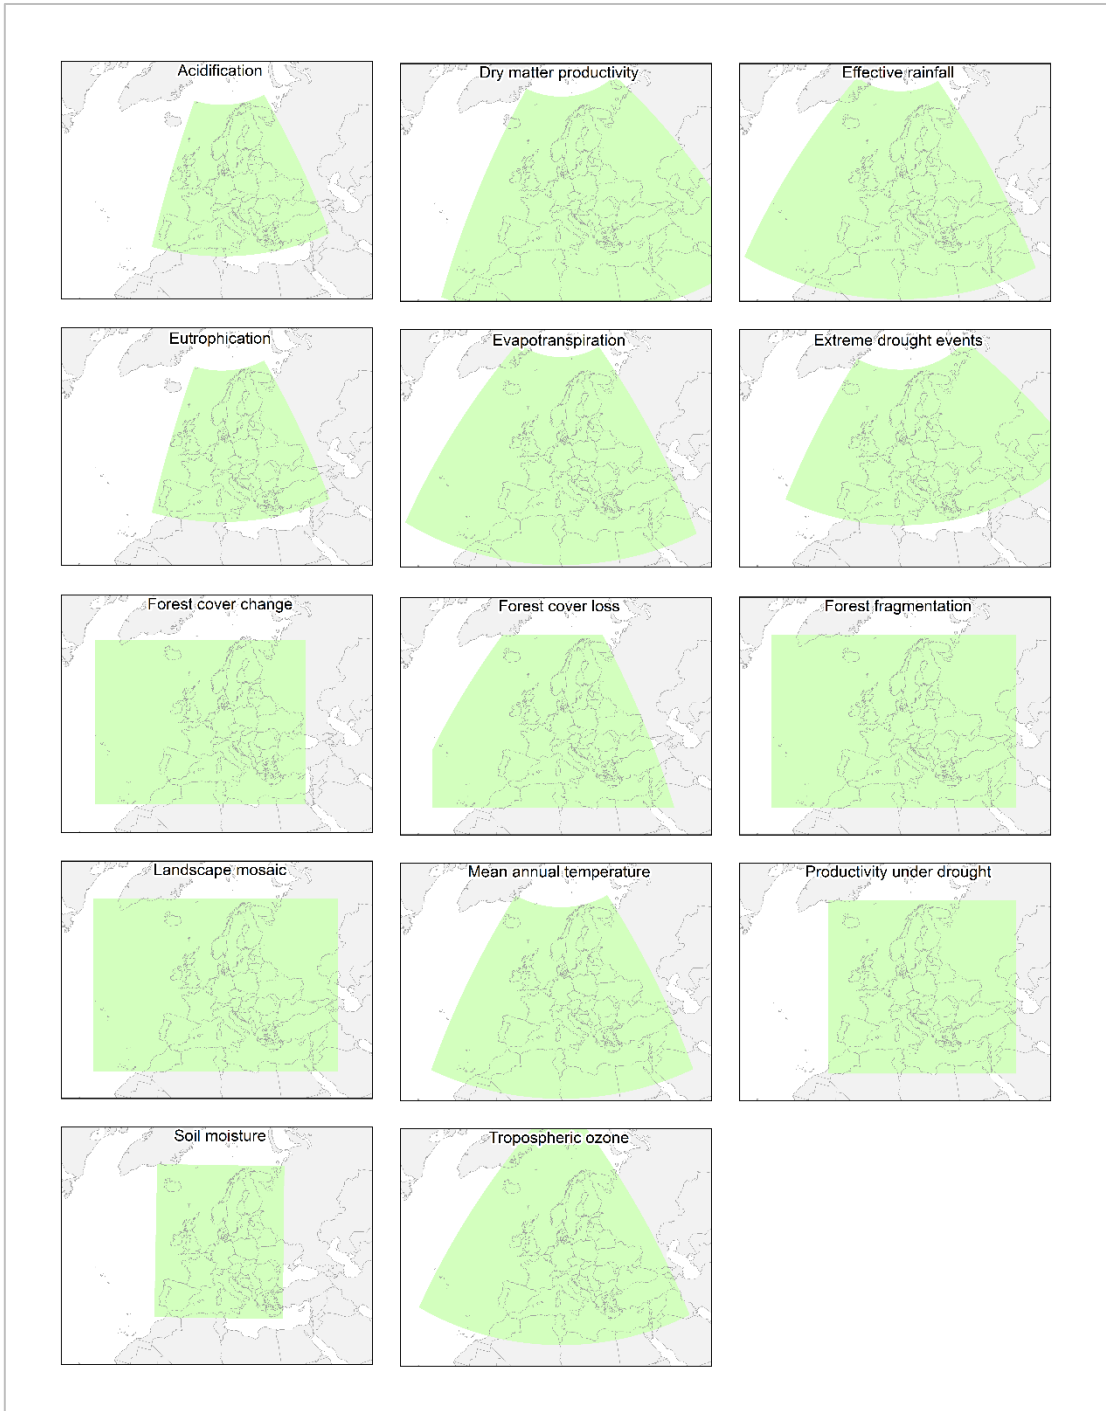 Acidification
Dry matter productivity
Effective rainfall
Eutrophication
Evapotranspiration
Extreme drought events
Forest cover change
Forest cover loss
Forest fragmentation
Landscape mosaic
Mean annual temperature
Productivity under drought
Soil moisture
Tropospheric ozone